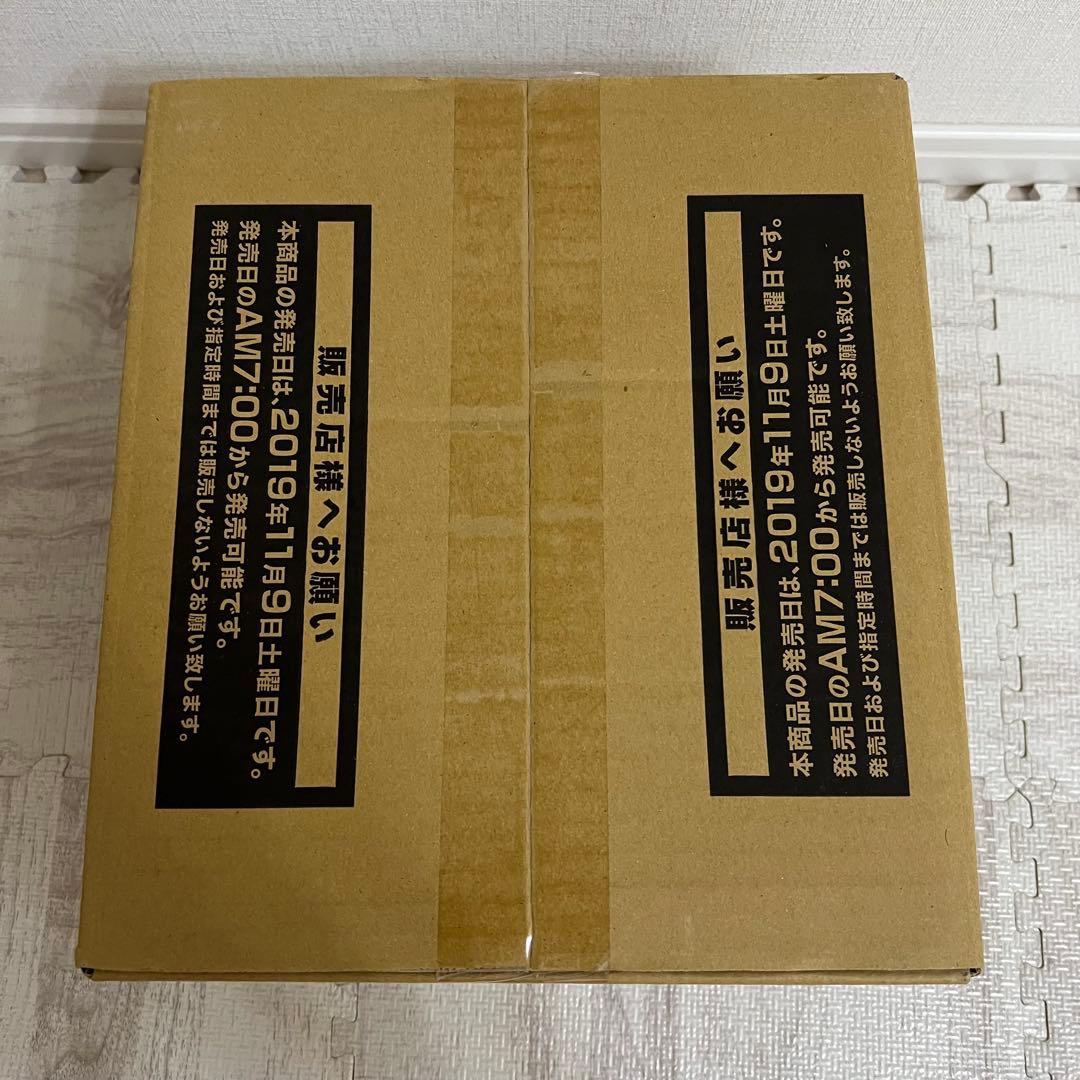 販売店様へお願い
本商品の発売日は、2019年11月9日土曜日です。
発売日のAM7:00から発売可能です。
発売日および指定時間までは販売しないようお願い致します。
販売店様へお願い
本商品の発売日は、2019年11月9日土曜日です。
発売日のAM7:00から発売可能です。
発売日および指定時間までは販売しないようお願い致します。